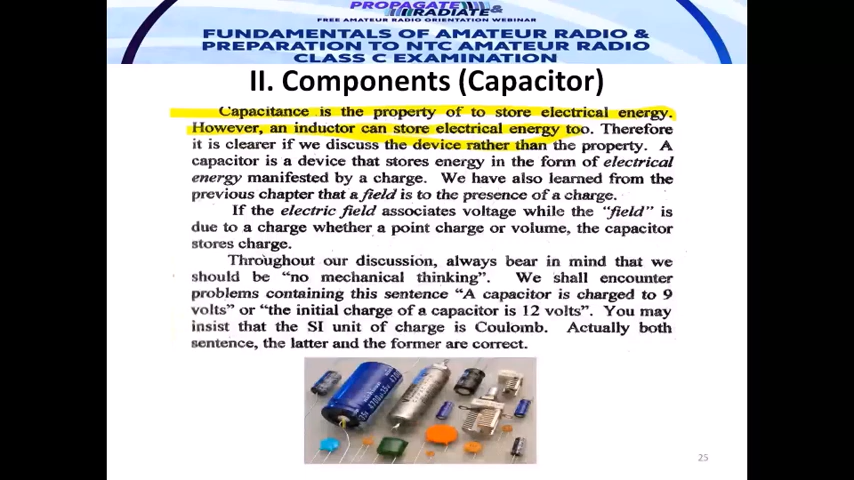 PROPAGATE &
RADIATE
FREE AMATEUR RADIO ORIENTATION WEBINAR
FUNDAMENTALS OF AMATEUR RADIO &
PREPARATION TO NTC AMATEUR RADIO
CLASS C EXAMINATION
II. Components (Capacitor)
Capacitance is the property of to store electrical energy.
However, an inductor can store electrical energy too. Therefore
it is clearer if we discuss the device rather than the property. A
capacitor is a device that stores energy in the form of electrical
energy manifested by a charge. We have also learned from the
previous chapter that a field is to the presence of a charge.
If the electric field associates voltage while the “field” is
due to a charge whether a point charge or volume, the capacitor
stores charge.
Throughout our discussion, always bear in mind that we
should be “no mechanical thinking”. We shall encounter
problems containing this sentence “A capacitor is charged to 9
volts” or “the initial charge of a capacitor is 12 volts”. You may
insist that the SI unit of charge is Coulomb. Actually both
sentence, the latter and the former are correct.
25